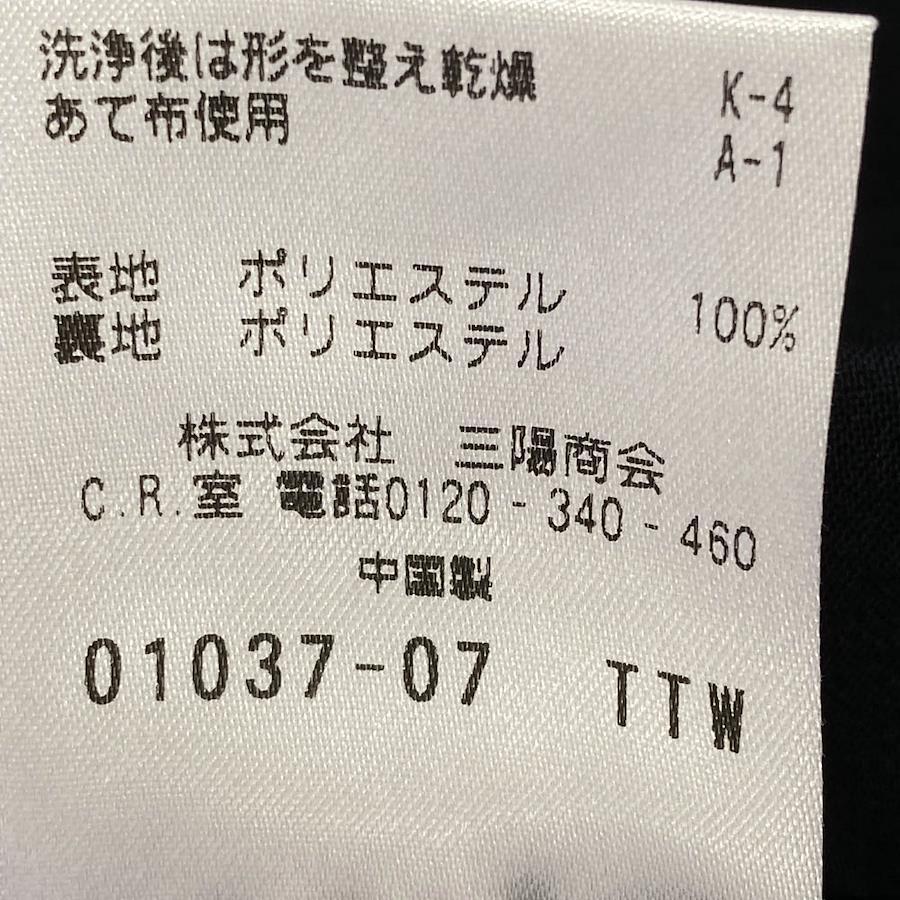 洗浄後は形を整え乾燥
あて布使用
K-4
A-1
表地 ポリエステル 100%
裏地 ポリエステル
株式会社 三陽商会
C.R.室 電話0120-340-460
中国製
01037-07 TTW